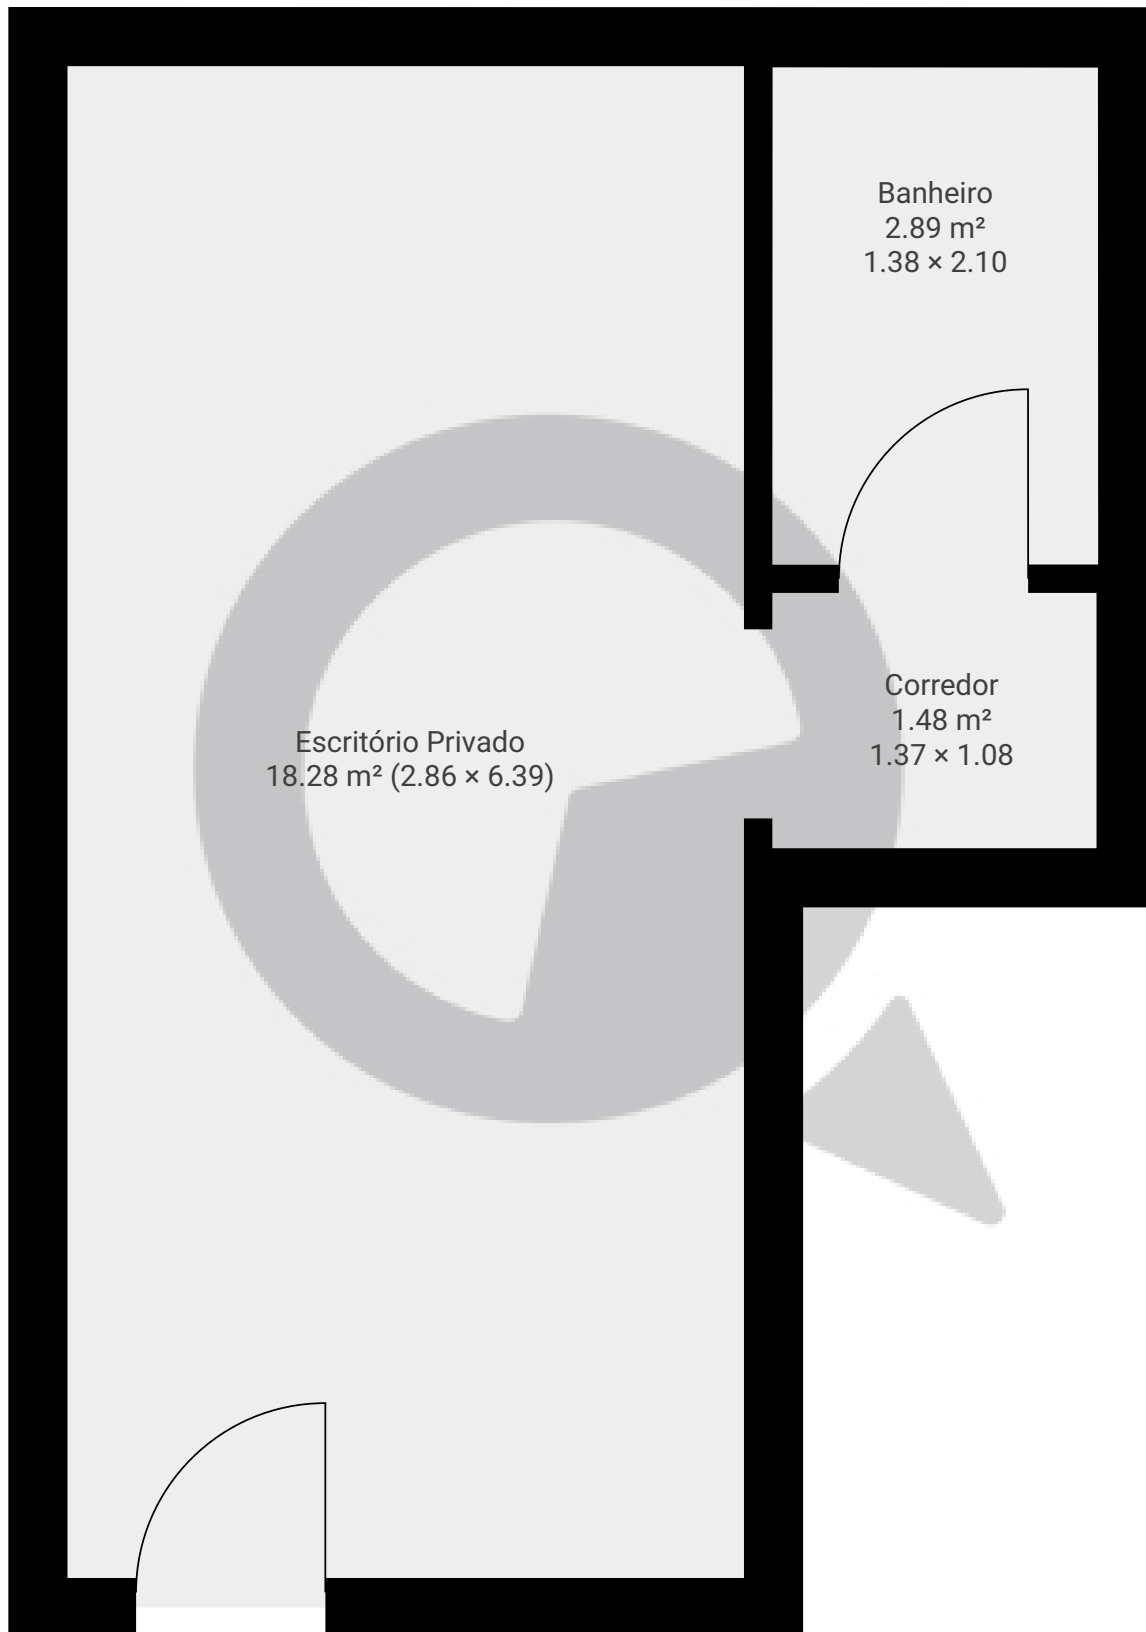 Banheiro
2.89 m²
1.38 × 2.10
Corredor
1.48 m²
1.37 × 1.08
Escritório Privado
18.28 m² (2.86 × 6.39)